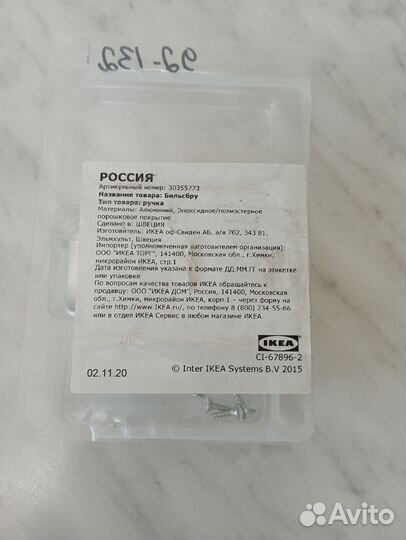 РОССИЯ
Артикульный номер: 30355773
Название товара: Бильсбру
Тип товара: ручка
Материалы: Алюминий, Эпоксидное/полиэстерное
порошковое покрытие
Сделано в: ШВЕЦИЯ
Изготовитель: ИКЕА оф Свиден АБ, а/я 702, 343 81,
Эльмхульт, Швеция
Импортер (уполномоченная изготовителем организация):
ООО "ИКЕА ТОРГ", 141400, Московская обл., г.Химки,
микрорайон ИКЕА, стр.1
Дата изготовления указана в формате ДД.ММ.ГГ на этикетке
или упаковке
По вопросам качества товаров ИКЕА обращайтесь к
продавцу: ООО "ИКЕА ДОМ", Россия, 141400, Московская
обл., г.Химки, микрорайон ИКЕА, корп.1 - через форму на
сайте http://www.IKEA.ru/, по телефону 8 (800) 234-55-66
или в отдел ИКЕА Сервис в любом магазине ИКЕА.
IKEA
CI-67896-2
02.11.20
© Inter IKEA Systems B.V 2015
Avito